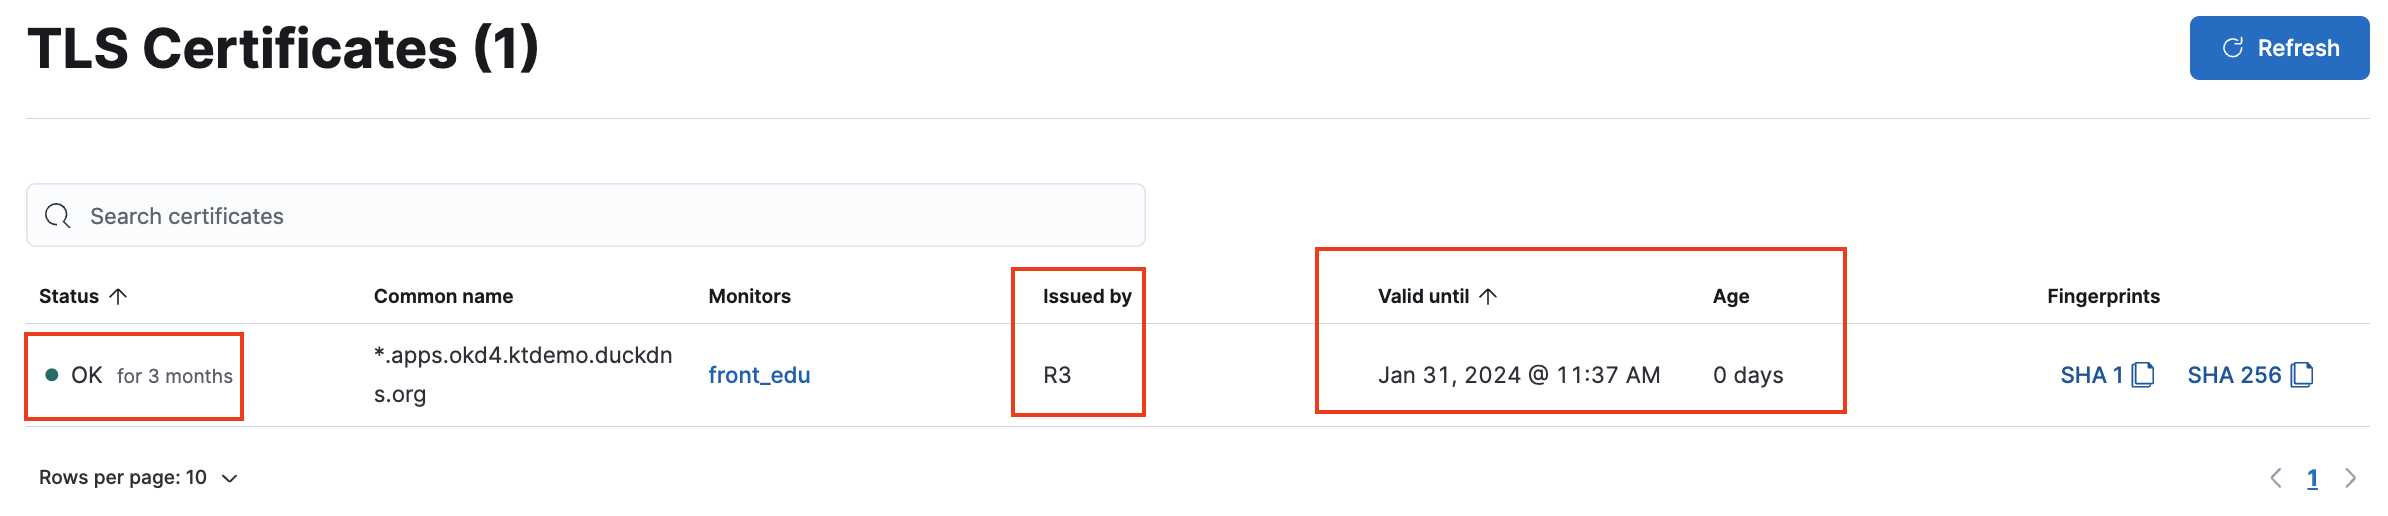 TLS Certificates (1)
Refresh
Search certificates
Status Common name Monitors Issued by Valid until Age Fingerprints
OK for 3 months *.apps.okd4.ktdemo.duckdn front_edu R3 Jan 31, 2024 @ 11:37 AM 0 days SHA 1 SHA 256
s.org
Rows per page: 10
1